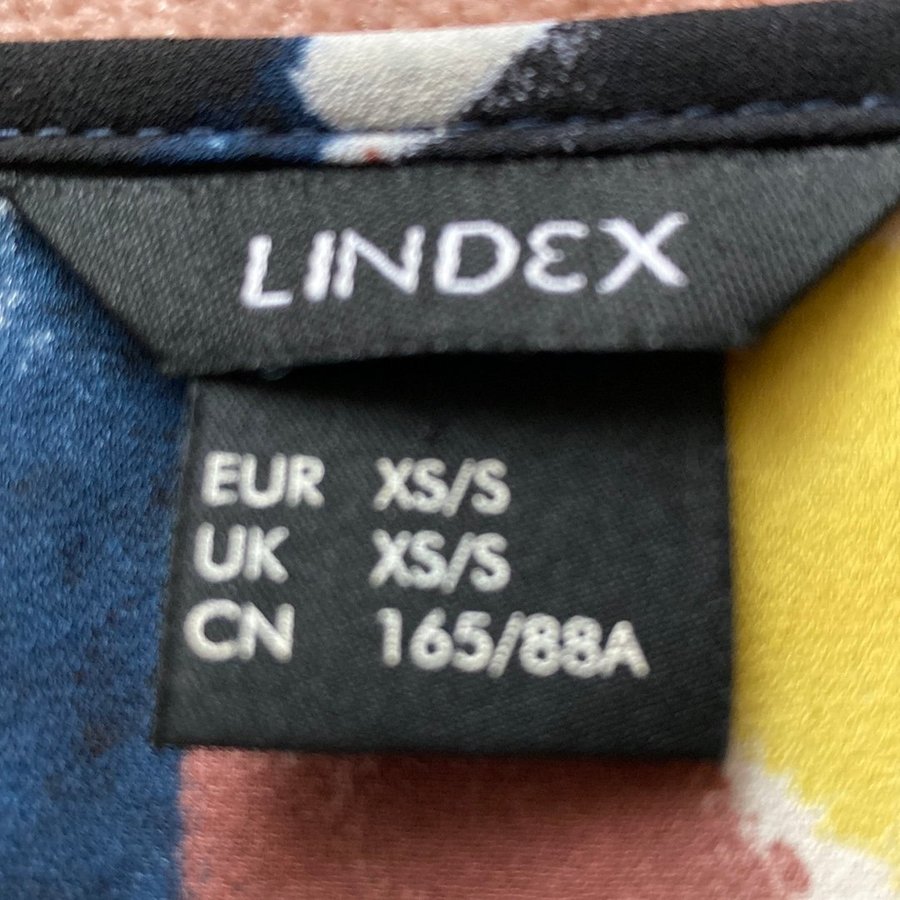 LINDEX
EUR XS/S
UK XS/S
CN 165/88A